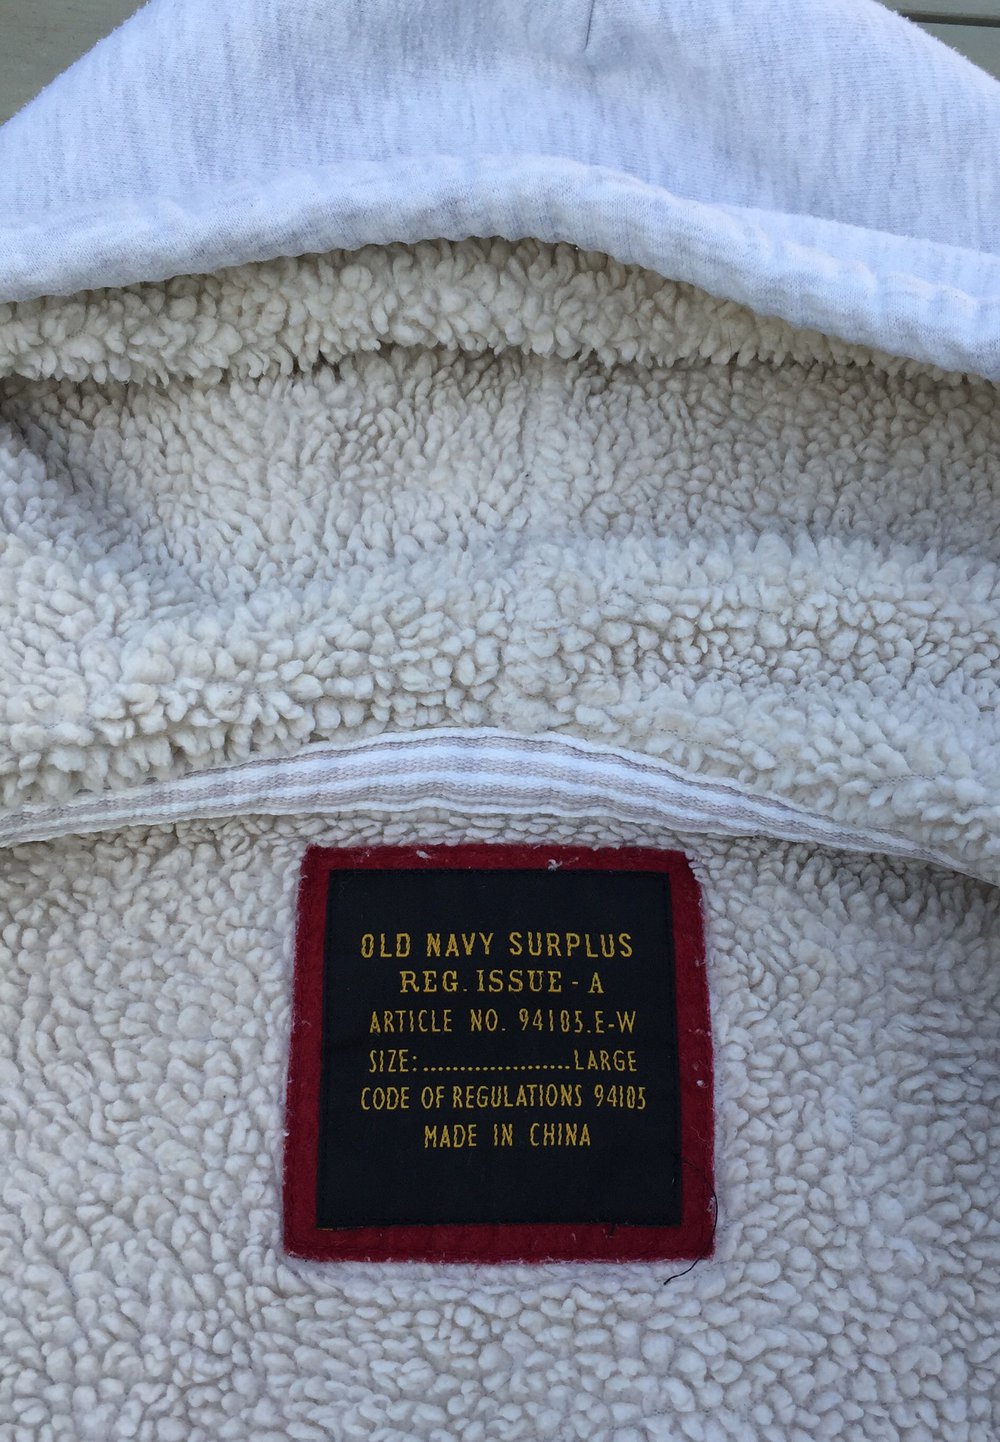 OLD NAVY SURPLUS
REG. ISSUE - A
ARTICLE NO. 94105.E-W
SIZE:.....................LARGE
CODE OF REGULATIONS 94105
MADE IN CHINA